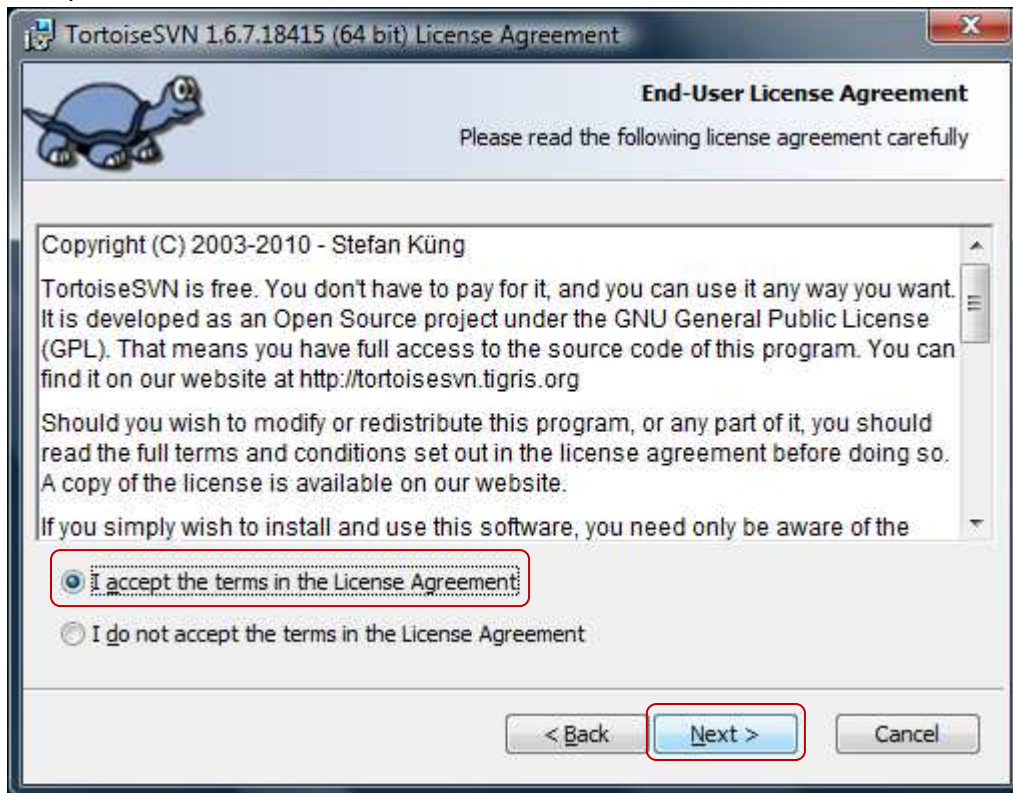 TortoiseSVN 1.6.7.18415 (64 bit) License Agreement
End-User License Agreement
Please read the following license agreement carefully
Copyright (C) 2003-2010 - Stefan Küng
TortoiseSVN is free. You don't have to pay for it, and you can use it any way you want.
It is developed as an Open Source project under the GNU General Public License
(GPL). That means you have full access to the source code of this program. You can
find it on our website at http://tortoisesvn.tigris.org
Should you wish to modify or redistribute this program, or any part of it, you should
read the full terms and conditions set out in the license agreement before doing so.
A copy of the license is available on our website.
If you simply wish to install and use this software, you need only be aware of the
I accept the terms in the License Agreement
I do not accept the terms in the License Agreement
< Back Next > Cancel